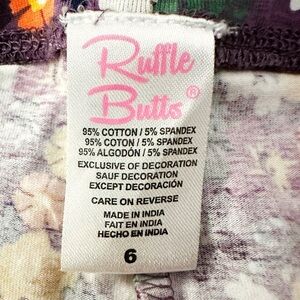 Ruffle
Butts®
95% COTTON / 5% SPANDEX
95% COTON / 5% SPANDEX
95% ALGODÓN / 5% SPANDEX
EXCLUSIVE OF DECORATION
SAUF DECORATION
EXCEPT DECORACIÓN
CARE ON REVERSE
MADE IN INDIA
FAIT EN INDIA
HECHO EN INDIA
6